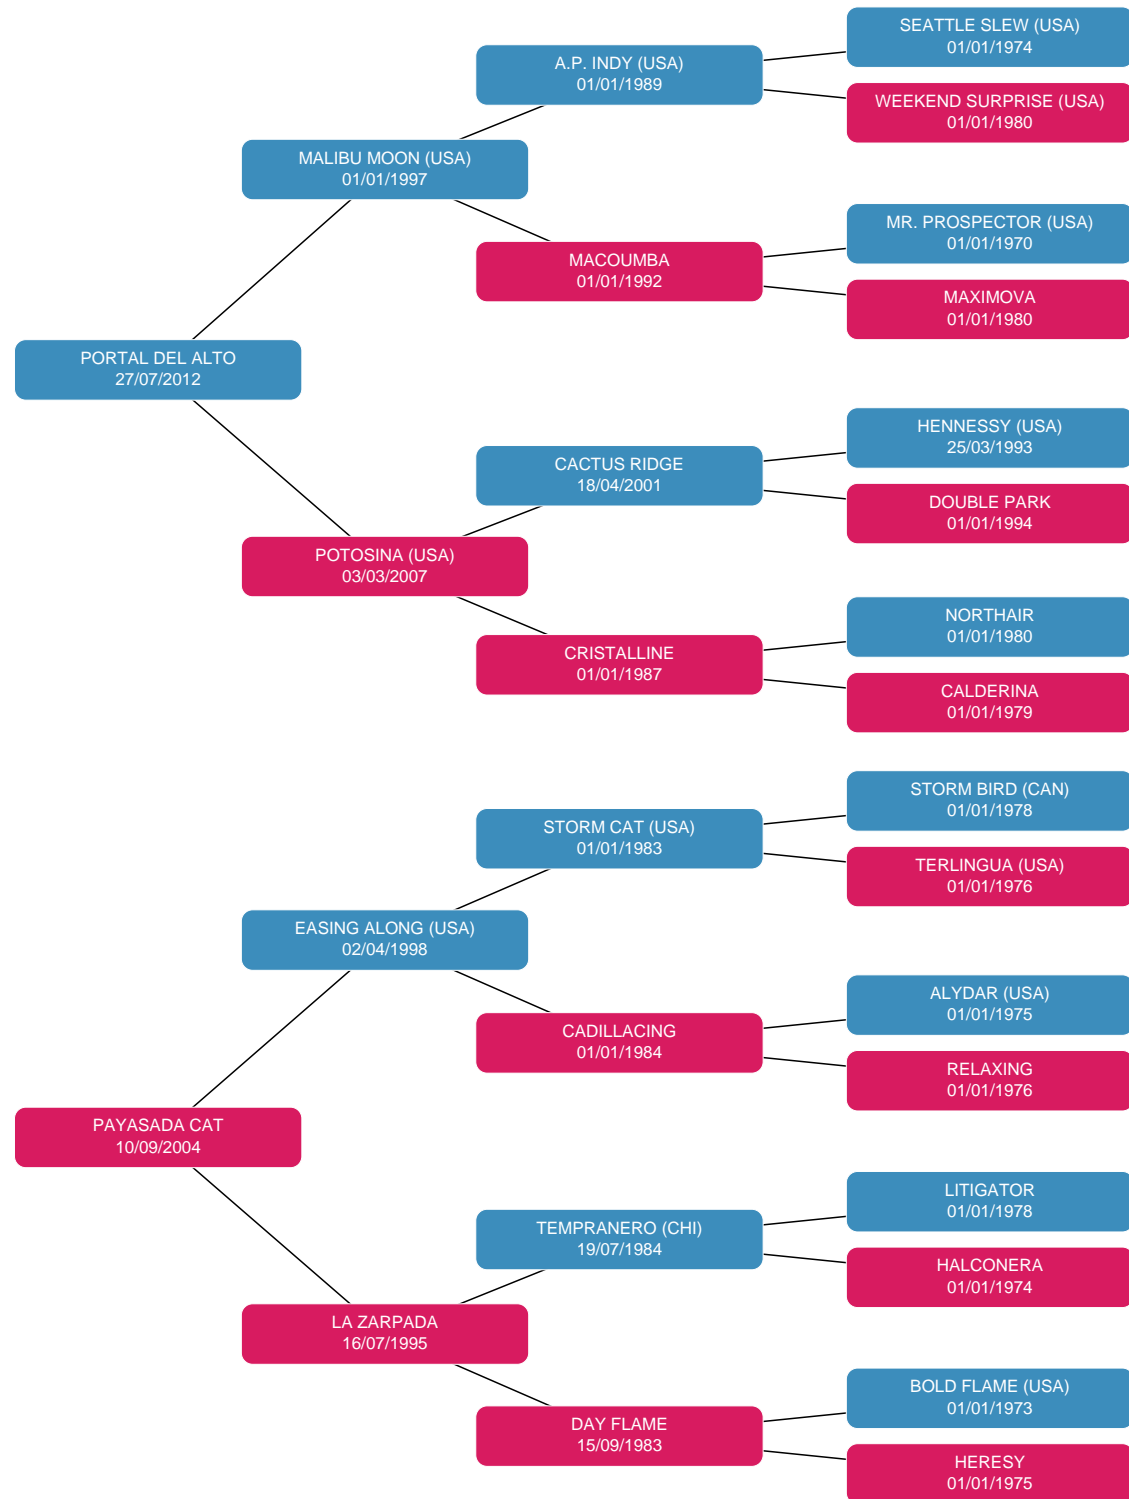 SEATTLE SLEW (USA)
01/01/1974
A.P. INDY (USA)
01/01/1989
WEEKEND SURPRISE (USA)
01/01/1980
MALIBU MOON (USA)
01/01/1997
MR. PROSPECTOR (USA)
01/01/1970
MACOUMBA
01/01/1992
MAXIMOVA
01/01/1980
PORTAL DEL ALTO
27/07/2012
HENNESSY (USA)
25/03/1993
CACTUS RIDGE
18/04/2001
DOUBLE PARK
01/01/1994
POTOSINA (USA)
03/03/2007
NORTHAIR
01/01/1980
CRISTALLINE
01/01/1987
CALDERINA
01/01/1979
STORM BIRD (CAN)
01/01/1978
STORM CAT (USA)
01/01/1983
TERLINGUA (USA)
01/01/1976
EASING ALONG (USA)
02/04/1998
ALYDAR (USA)
01/01/1975
CADILLACING
01/01/1984
RELAXING
01/01/1976
PAYASADA CAT
10/09/2004
LITIGATOR
01/01/1978
TEMPRANERO (CHI)
19/07/1984
HALCONERA
01/01/1974
LA ZARPADA
16/07/1995
BOLD FLAME (USA)
01/01/1973
DAY FLAME
15/09/1983
HERESY
01/01/1975